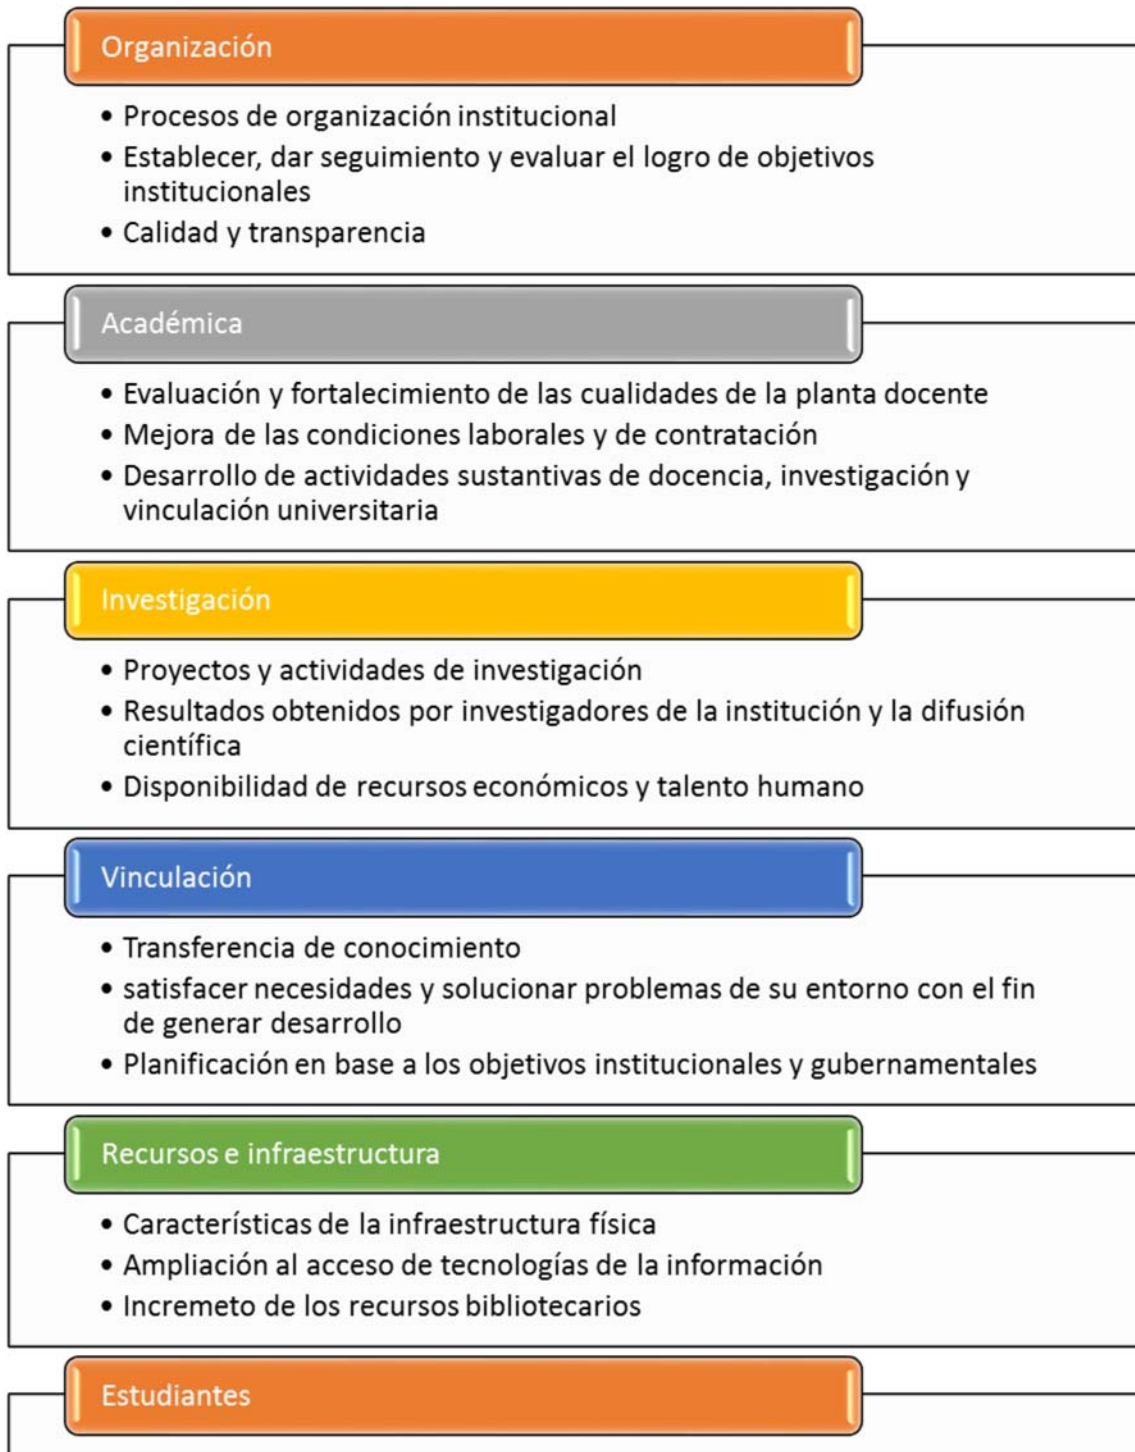 Organización
• Procesos de organización institucional
• Establecer, dar seguimiento y evaluar el logro de objetivos
institucionales
• Calidad y transparencia
Académica
• Evaluación y fortalecimiento de las cualidades de la planta docente
• Mejora de las condiciones laborales y de contratación
• Desarrollo de actividades sustantivas de docencia, investigación y
vinculación universitaria
Investigación
• Proyectos y actividades de investigación
• Resultados obtenidos por investigadores de la institución y la difusión
científica
• Disponibilidad de recursos económicos y talento humano
Vinculación
• Transferencia de conocimiento
• satisfacer necesidades y solucionar problemas de su entorno con el fin
de generar desarrollo
• Planificación en base a los objetivos institucionales y gubernamentales
Recursos e infraestructura
• Características de la infraestructura física
• Ampliación al acceso de tecnologías de la información
• Incremeto de los recursos bibliotecarios
Estudiantes